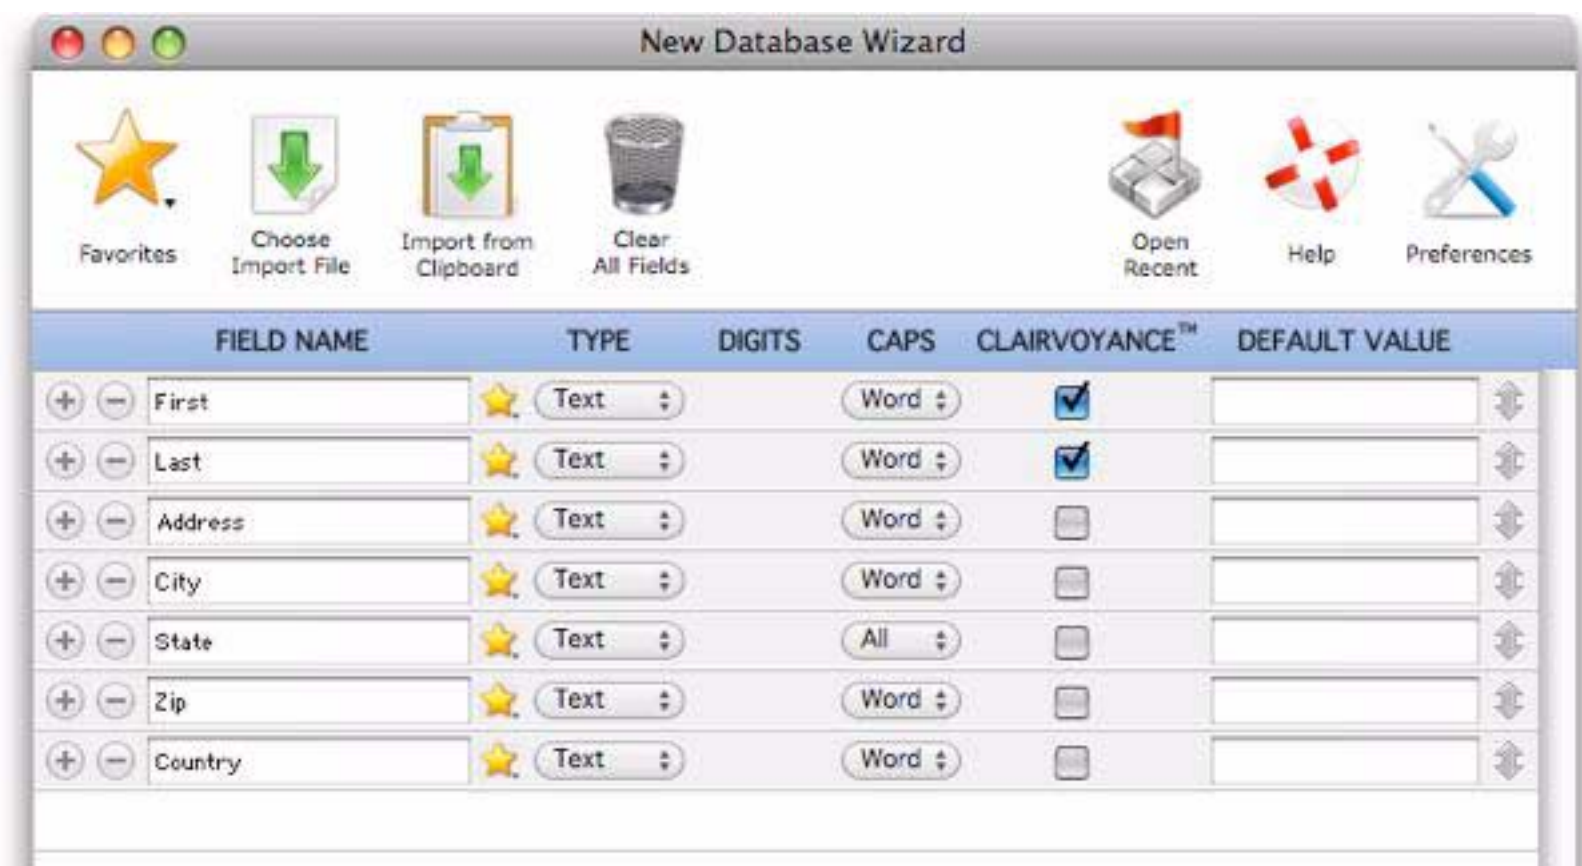 New Database Wizard
Favorites
Choose
Import File
Import from
Clipboard
Clear
All Fields
Open
Recent
Help
Preferences
FIELD NAME TYPE DIGITS CAPS CLAIRVOYANCE™ DEFAULT VALUE
First Text Word
Last Text Word
Address Text Word
City Text Word
State Text All
Zip Text Word
Country Text Word